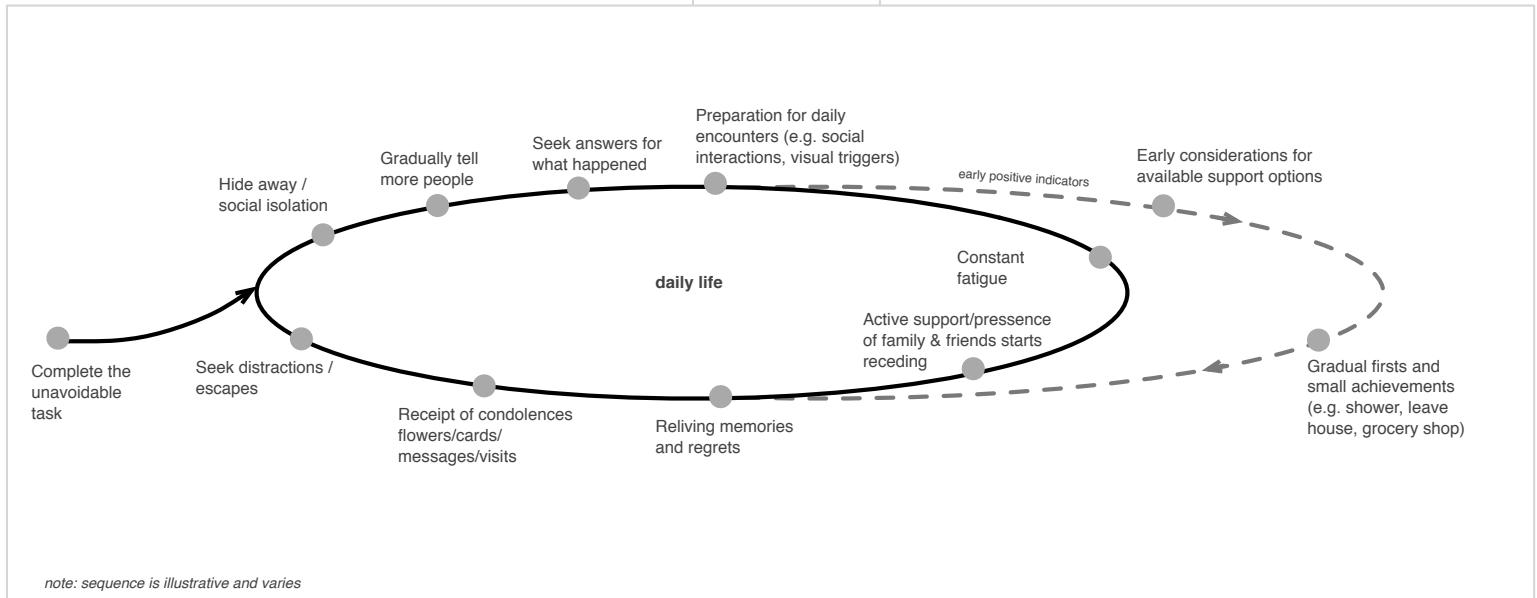 Preparation for daily
encounters (e.g. social
interactions, visual triggers)
Seek answers for
what happened
Gradually tell
more people
Hide away /
social isolation
early positive indicators
Early considerations for
available support options
daily life
Constant
fatigue
Active support/pressence
of family & friends starts
receding
Complete the
unavoidable
task
Seek distractions /
escapes
Receipt of condolences
flowers/cards/
messages/visits
Reliving memories
and regrets
Gradual firsts and
small achievements
(e.g. shower, leave
house, grocery shop)
note: sequence is illustrative and varies